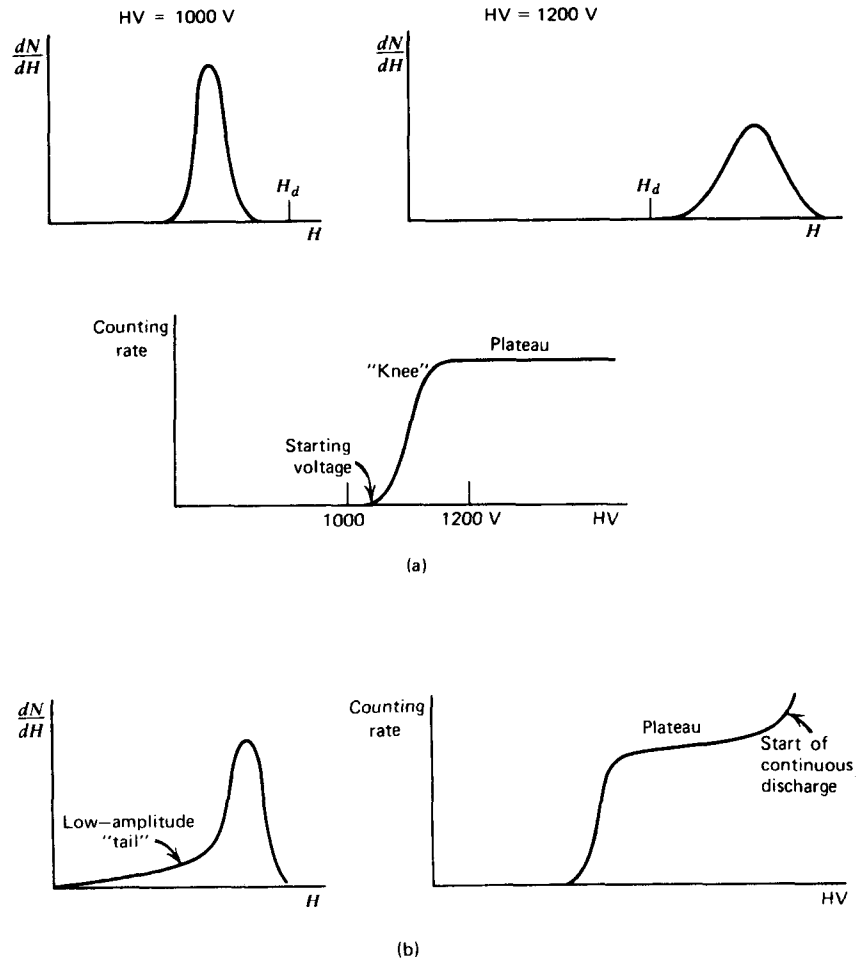 HV = 1000 V
HV = 1200 V
dN
dH
H_d
H
dN
dH
H_d
H
Counting
rate
"Knee"
Plateau
Starting
voltage
1000
1200 V
HV
(a)
dN
dH
Low—amplitude
"tail"
H
Counting
rate
Plateau
Start of
continuous
discharge
HV
(b)